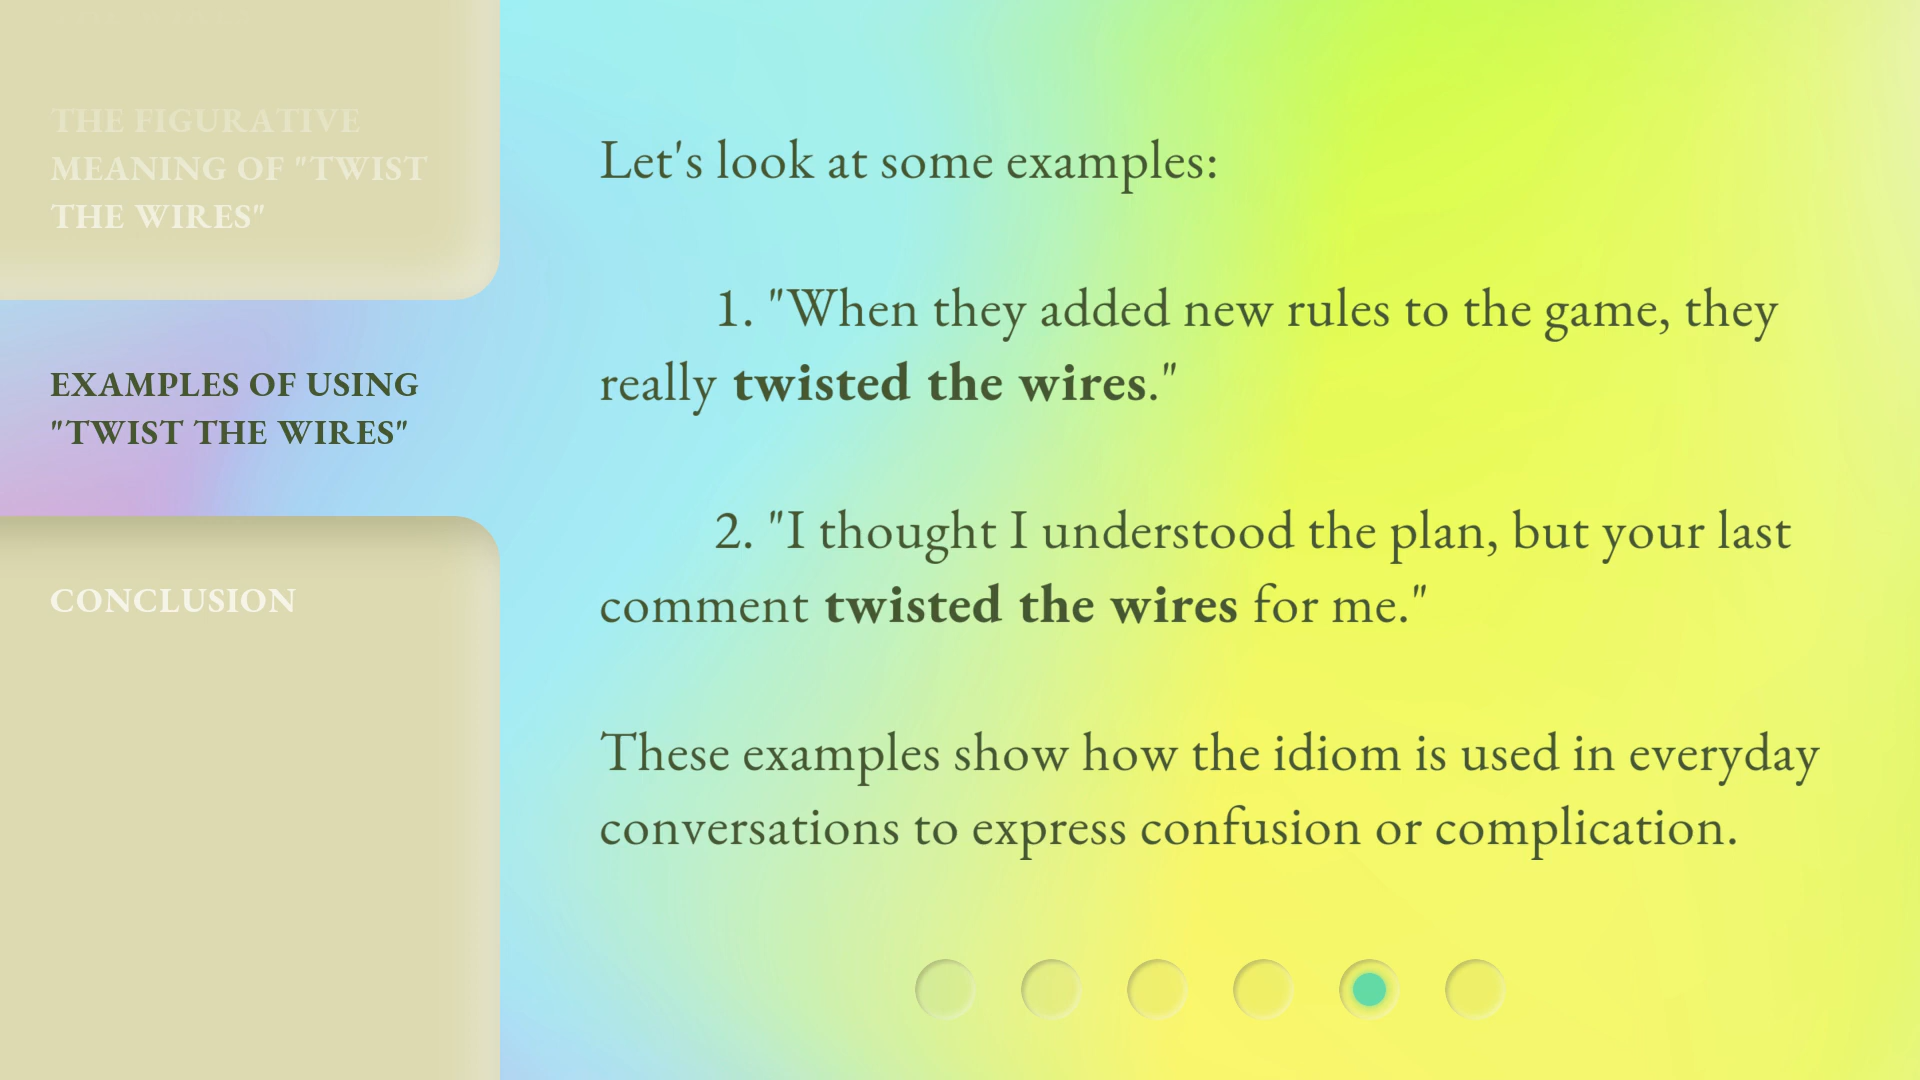 THE FIGURATIVE
MEANING OF "TWIST
THE WIRES"
EXAMPLES OF USING
"TWIST THE WIRES"
CONCLUSION
Let's look at some examples:
1. "When they added new rules to the game, they
really twisted the wires."
2. "I thought I understood the plan, but your last
comment twisted the wires for me."
These examples show how the idiom is used in everyday
conversations to express confusion or complication.